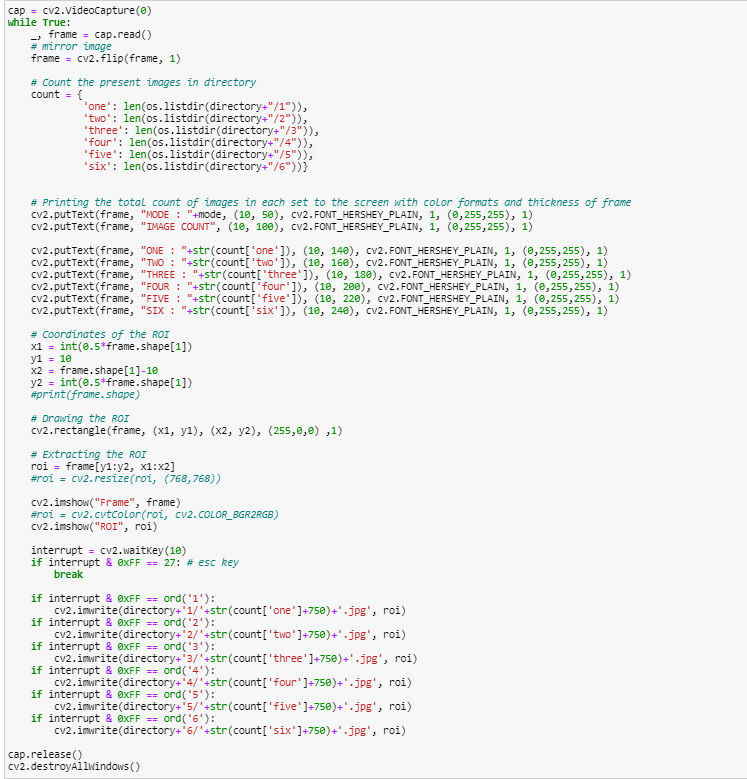 cap = cv2.VideoCapture(0)
while True:
    _, frame = cap.read()
    # mirror image
    frame = cv2.flip(frame, 1)

    # Count the present images in directory
    count = {
             'one': len(os.listdir(directory+"/1")),
             'two': len(os.listdir(directory+"/2")),
             'three': len(os.listdir(directory+"/3")),
             'four': len(os.listdir(directory+"/4")),
             'five': len(os.listdir(directory+"/5")),
             'six': len(os.listdir(directory+"/6"))}


    # Printing the total count of images in each set to the screen with color formats and thickness of frame
    cv2.putText(frame, "MODE : "+mode, (10, 50), cv2.FONT_HERSHEY_PLAIN, 1, (0,255,255), 1)
    cv2.putText(frame, "IMAGE COUNT", (10, 100), cv2.FONT_HERSHEY_PLAIN, 1, (0,255,255), 1)

    cv2.putText(frame, "ONE : "+str(count['one']), (10, 140), cv2.FONT_HERSHEY_PLAIN, 1, (0,255,255), 1)
    cv2.putText(frame, "TWO : "+str(count['two']), (10, 160), cv2.FONT_HERSHEY_PLAIN, 1, (0,255,255), 1)
    cv2.putText(frame, "THREE : "+str(count['three']), (10, 180), cv2.FONT_HERSHEY_PLAIN, 1, (0,255,255), 1)
    cv2.putText(frame, "FOUR : "+str(count['four']), (10, 200), cv2.FONT_HERSHEY_PLAIN, 1, (0,255,255), 1)
    cv2.putText(frame, "FIVE : "+str(count['five']), (10, 220), cv2.FONT_HERSHEY_PLAIN, 1, (0,255,255), 1)
    cv2.putText(frame, "SIX : "+str(count['six']), (10, 240), cv2.FONT_HERSHEY_PLAIN, 1, (0,255,255), 1)

    # Coordinates of the ROI
    x1 = int(0.5*frame.shape[1])
    y1 = 10
    x2 = frame.shape[1]-10
    y2 = int(0.5*frame.shape[1])
    #print(frame.shape)

    # Drawing the ROI
    cv2.rectangle(frame, (x1, y1), (x2, y2), (255,0,0) ,1)

    # Extracting the ROI
    roi = frame[y1:y2, x1:x2]
    #roi = cv2.resize(roi, (768,768))

    cv2.imshow("Frame", frame)
    #roi = cv2.cvtColor(roi, cv2.COLOR_BGR2RGB)
    cv2.imshow("ROI", roi)

    interrupt = cv2.waitKey(10)
    if interrupt & 0xFF == 27: # esc key
        break

    if interrupt & 0xFF == ord('1'):
        cv2.imwrite(directory+'1/'+str(count['one']+750)+'.jpg', roi)
    if interrupt & 0xFF == ord('2'):
        cv2.imwrite(directory+'2/'+str(count['two']+750)+'.jpg', roi)
    if interrupt & 0xFF == ord('3'):
        cv2.imwrite(directory+'3/'+str(count['three']+750)+'.jpg', roi)
    if interrupt & 0xFF == ord('4'):
        cv2.imwrite(directory+'4/'+str(count['four']+750)+'.jpg', roi)
    if interrupt & 0xFF == ord('5'):
        cv2.imwrite(directory+'5/'+str(count['five']+750)+'.jpg', roi)
    if interrupt & 0xFF == ord('6'):
        cv2.imwrite(directory+'6/'+str(count['six']+750)+'.jpg', roi)

cap.release()
cv2.destroyAllWindows()